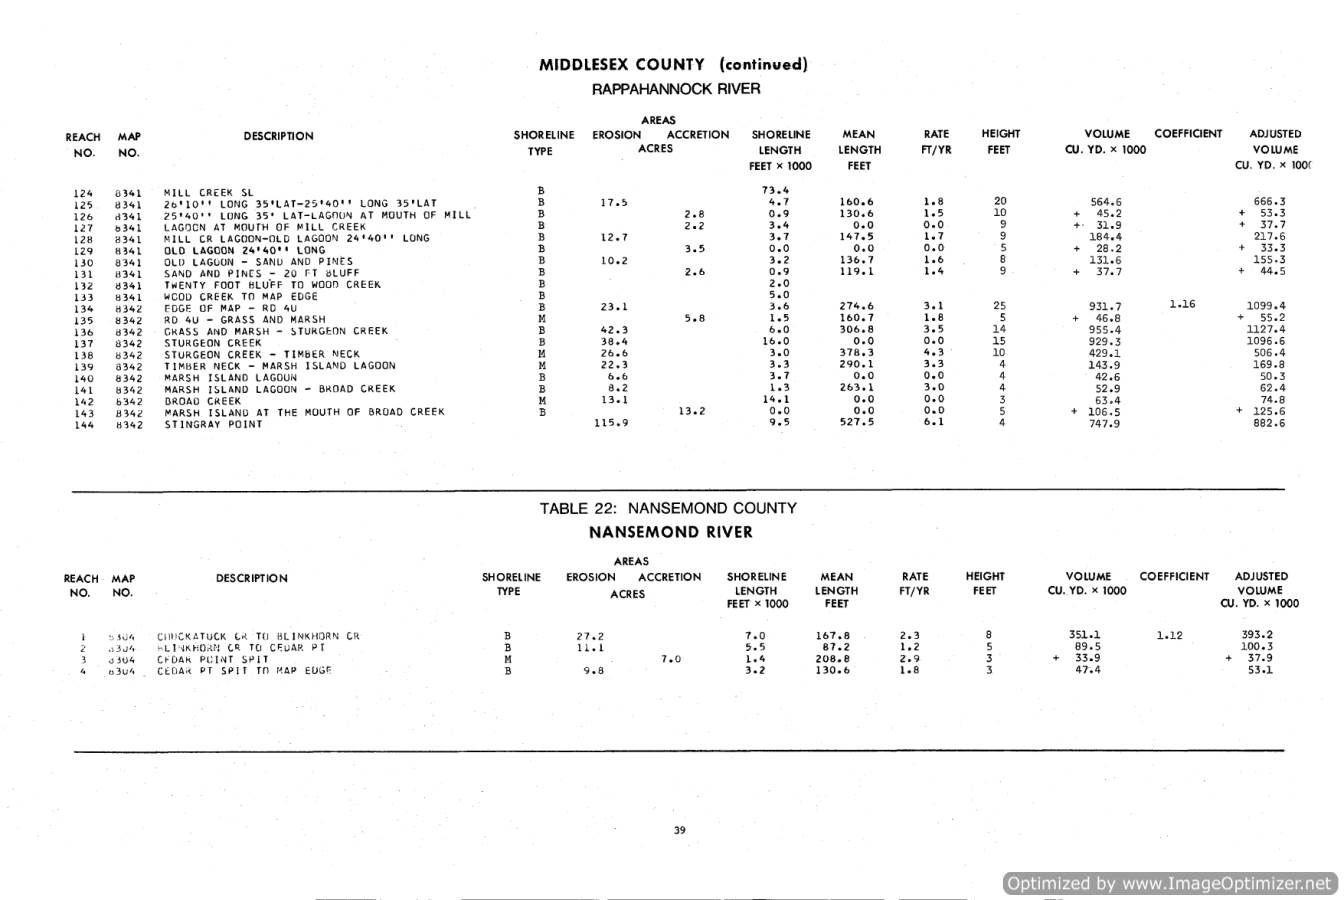 MIDDLESEX COUNTY (continued)
RAPPAHANNOCK RIVER
AREAS
REACH MAP DESCRIPTION SHORELINE EROSION ACCRETION SHORELINE MEAN RATE HEIGHT VOLUME COEFFICIENT ADJUSTED
NO. NO. TYPE ACRES LENGTH LENGTH FT/YR FEET CU. YD. × 1000 VOLUME
FEET × 1000 FEET CU. YD. × 1000
124 8341 MILL CREEK SL B 73.4
125 8341 26'10'' LONG 35'LAT-25'40'' LONG 35'LAT B 17.5 4.7 160.6 1.8 20 564.6 666.3
126 8341 25'40'' LONG 35' LAT-LAGOON AT MOUTH OF MILL B 2.8 0.9 130.6 1.5 10 + 45.2 + 53.3
127 8341 LAGOON AT MOUTH OF MILL CREEK B 2.2 3.4 0.0 0.0 9 + 31.9 + 37.7
128 8341 MILL CR LAGOON-OLD LAGOON 24'40'' LONG B 12.7 3.7 147.5 1.7 9 184.4 217.6
129 8341 OLD LAGOON 24'40'' LONG B 3.5 0.0 0.0 0.0 5 + 28.2 + 33.3
130 8341 OLD LAGOON - SAND AND PINES B 10.2 3.2 136.7 1.6 8 131.6 155.3
131 8341 SAND AND PINES - 20 FT BLUFF B 2.6 0.9 119.1 1.4 9 + 37.7 + 44.5
132 8341 TWENTY FOOT BLUFF TO WOOD CREEK B 2.0
133 8341 WOOD CREEK TO MAP EDGE B 5.0
134 8342 EDGE OF MAP - RD 4U B 23.1 3.6 274.6 3.1 25 931.7 1.16 1099.4
135 8342 RD 4U - GRASS AND MARSH M 5.8 1.5 160.7 1.8 5 + 46.8 + 55.2
136 8342 GRASS AND MARSH - STURGEON CREEK B 42.3 6.0 306.8 3.5 14 955.4 1127.4
137 8342 STURGEON CREEK B 38.4 16.0 0.0 0.0 15 929.3 1096.6
138 8342 STURGEON CREEK - TIMBER NECK M 26.6 3.0 378.3 4.3 10 429.1 506.4
139 8342 TIMBER NECK - MARSH ISLAND LAGOON M 22.3 3.3 290.1 3.3 4 143.9 169.8
140 8342 MARSH ISLAND LAGOON B 6.6 3.7 0.0 0.0 4 42.6 50.3
141 8342 MARSH ISLAND LAGOON - BROAD CREEK B 8.2 1.3 263.1 3.0 4 52.9 62.4
142 8342 BROAD CREEK M 13.1 14.1 0.0 0.0 3 63.4 74.8
143 8342 MARSH ISLAND AT THE MOUTH OF BROAD CREEK B 13.2 0.0 0.0 0.0 5 + 106.5 + 125.6
144 8342 STINGRAY POINT 115.9 9.5 527.5 6.1 4 747.9 882.6
TABLE 22: NANSEMOND COUNTY
NANSEMOND RIVER
AREAS
REACH MAP DESCRIPTION SHORELINE EROSION ACCRETION SHORELINE MEAN RATE HEIGHT VOLUME COEFFICIENT ADJUSTED
NO. NO. TYPE ACRES LENGTH LENGTH FT/YR FEET CU. YD. × 1000 VOLUME
FEET × 1000 FEET CU. YD. × 1000
1 8304 CHUCKATUCK CR TO BLINKHORN CR B 27.2 7.0 167.8 2.3 8 351.1 1.12 393.2
2 8304 BLINKHORN CR TO CEDAR PT B 11.1 5.5 87.2 1.2 5 89.5 100.3
3 8304 CEDAR POINT SPIT M 7.0 1.4 208.8 2.9 3 + 33.9 + 37.9
4 8304 CEDAR PT SPIT TO MAP EDGE B 9.8 3.2 130.6 1.8 3 47.4 53.1
39
Optimized by www.ImageOptimizer.net